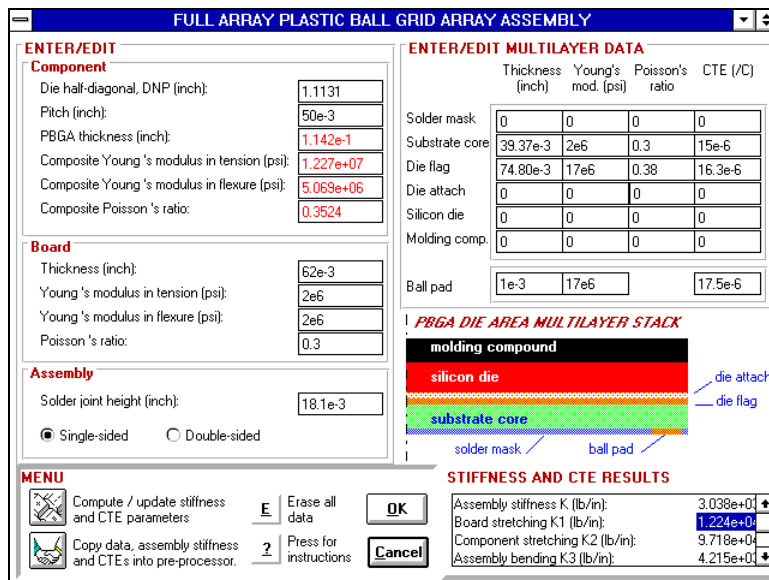 FULL ARRAY PLASTIC BALL GRID ARRAY ASSEMBLY
ENTER/EDIT
Component
Die half-diagonal, DNP (inch): 1.1131
Pitch (inch): 50e-3
PBGA thickness (inch): 1.142e-1
Composite Young 's modulus in tension (psi): 1.227e+07
Composite Young 's modulus in flexure (psi): 5.069e+06
Composite Poisson 's ratio: 0.3524
Board
Thickness (inch): 62e-3
Young 's modulus in tension (psi): 2e6
Young 's modulus in flexure (psi): 2e6
Poisson 's ratio: 0.3
Assembly
Solder joint height (inch): 18.1e-3
Single-sided Double-sided
ENTER/EDIT MULTILAYER DATA
Thickness Young's Poisson's CTE (/C)
(inch) mod. (psi) ratio
Solder mask 0 0 0 0
Substrate core 39.37e-3 2e6 0.3 15e-6
Die flag 74.80e-3 17e6 0.38 16.3e-6
Die attach 0 0 0 0
Silicon die 0 0 0 0
Molding comp. 0 0 0 0
Ball pad 1e-3 17e6 17.5e-6
PBGA DIE AREA MULTILAYER STACK
molding compound
silicon die
die attach
die flag
substrate core
solder mask ball pad
MENU
Compute / update stiffness
and CTE parameters
E Erase all
data
OK
Copy data, assembly stiffness
and CTEs into pre-processor.
? Press for
instructions
Cancel
STIFFNESS AND CTE RESULTS
Assembly stiffness K (lb/in): 3.038e+0
Board stretching K1 (lb/in): 1.224e+0
Component stretching K2 (lb/in): 9.718e+0
Assembly bending K3 (lb/in): 4.215e+0